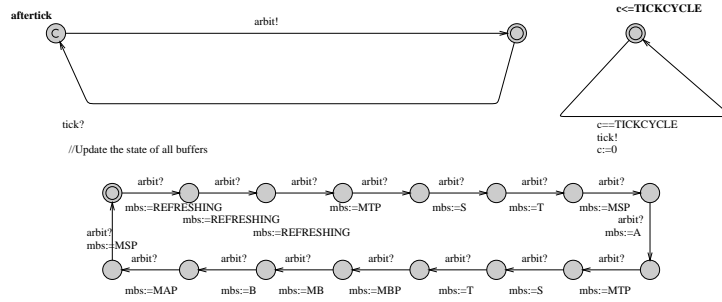 aftertick
c<=TICKCYCLE
arbit!
C
tick?
c==TICKCYCLE
tick!
c:=0
//Update the state of all buffers
arbit? arbit? arbit? arbit? arbit? arbit? arbit?
mbs:=REFRESHING mbs:=MTP mbs:=S mbs:=T mbs:=MSP
mbs:=REFRESHING
mbs:=REFRESHING
arbit?
mbs:=A
arbit?
mbs:=MSP
arbit? arbit? arbit? arbit? arbit? arbit? arbit?
mbs:=MAP mbs:=B mbs:=MB mbs:=MBP mbs:=T mbs:=S mbs:=MTP